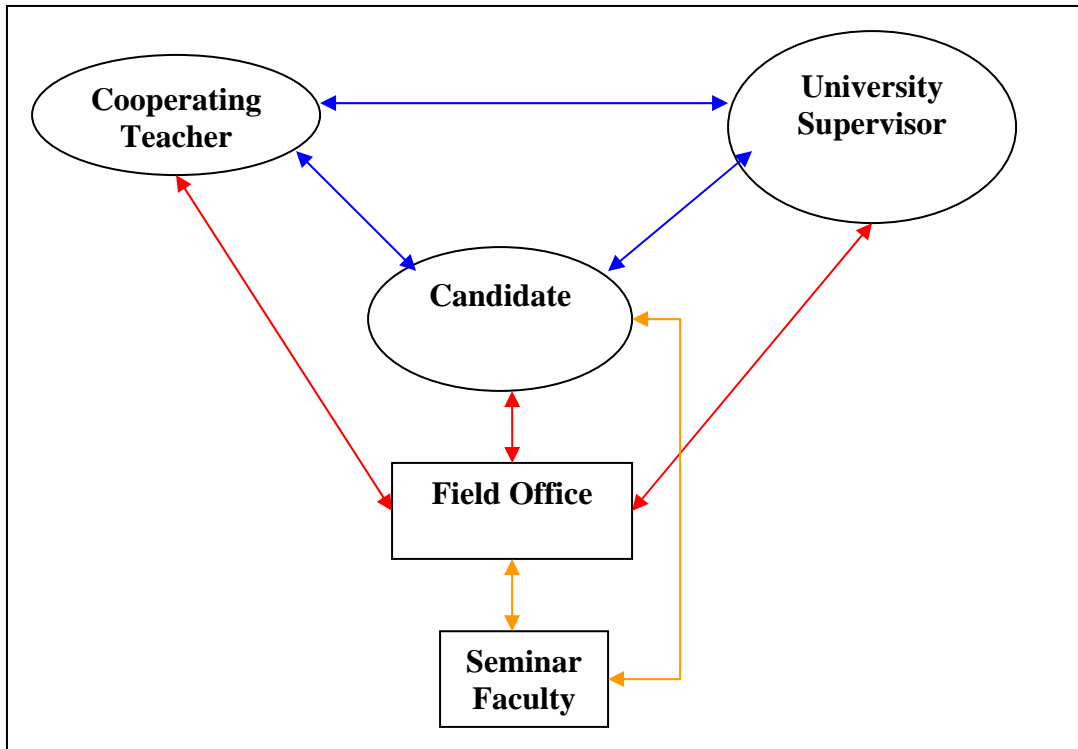 Cooperating
Teacher
University
Supervisor
Candidate
Field Office
Seminar
Faculty